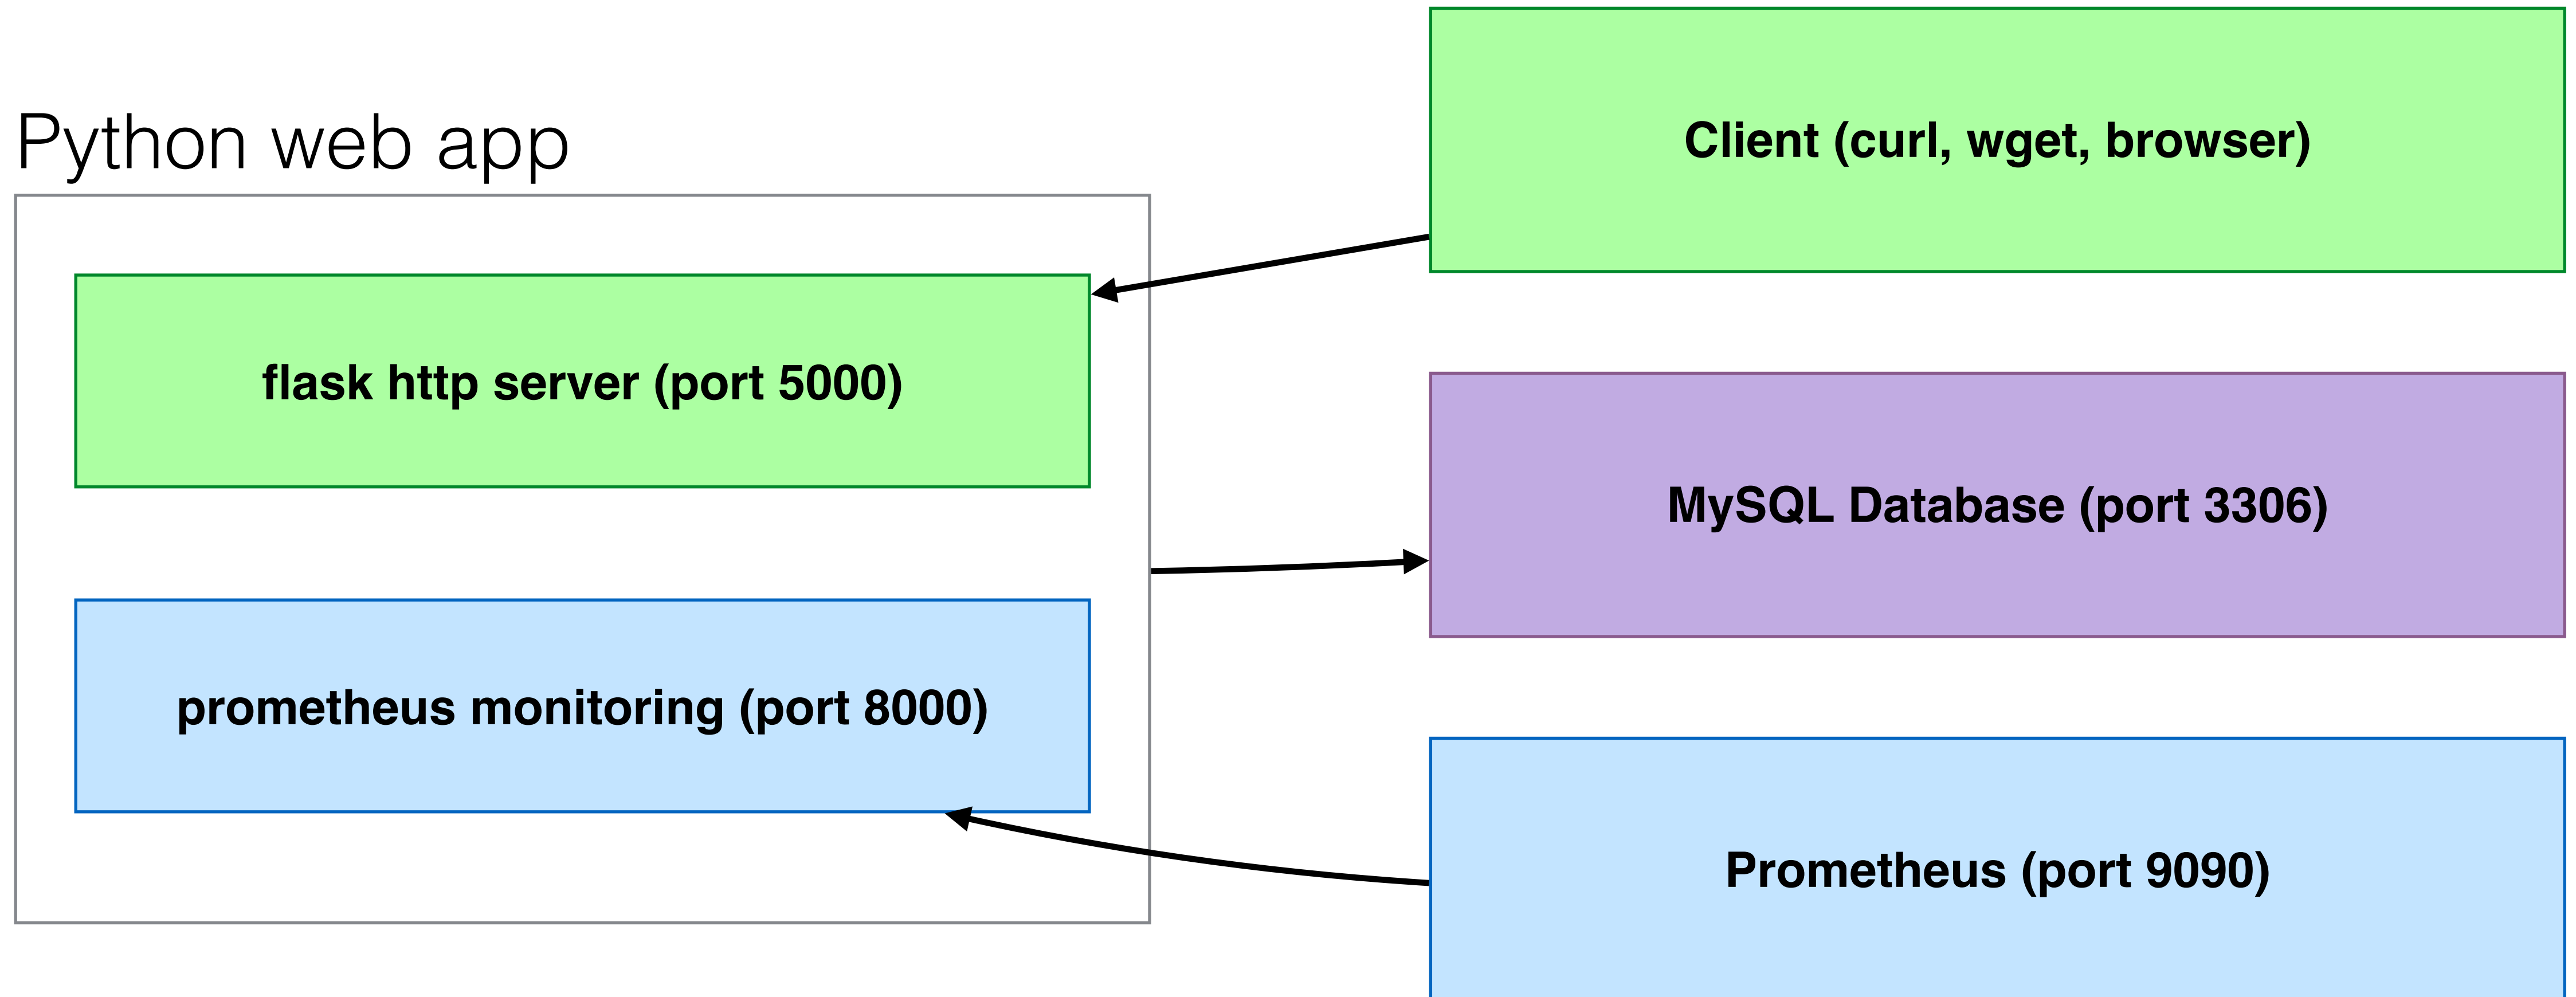 Python web app
Client (curl, wget, browser)
flask http server (port 5000)
MySQL Database (port 3306)
prometheus monitoring (port 8000)
Prometheus (port 9090)